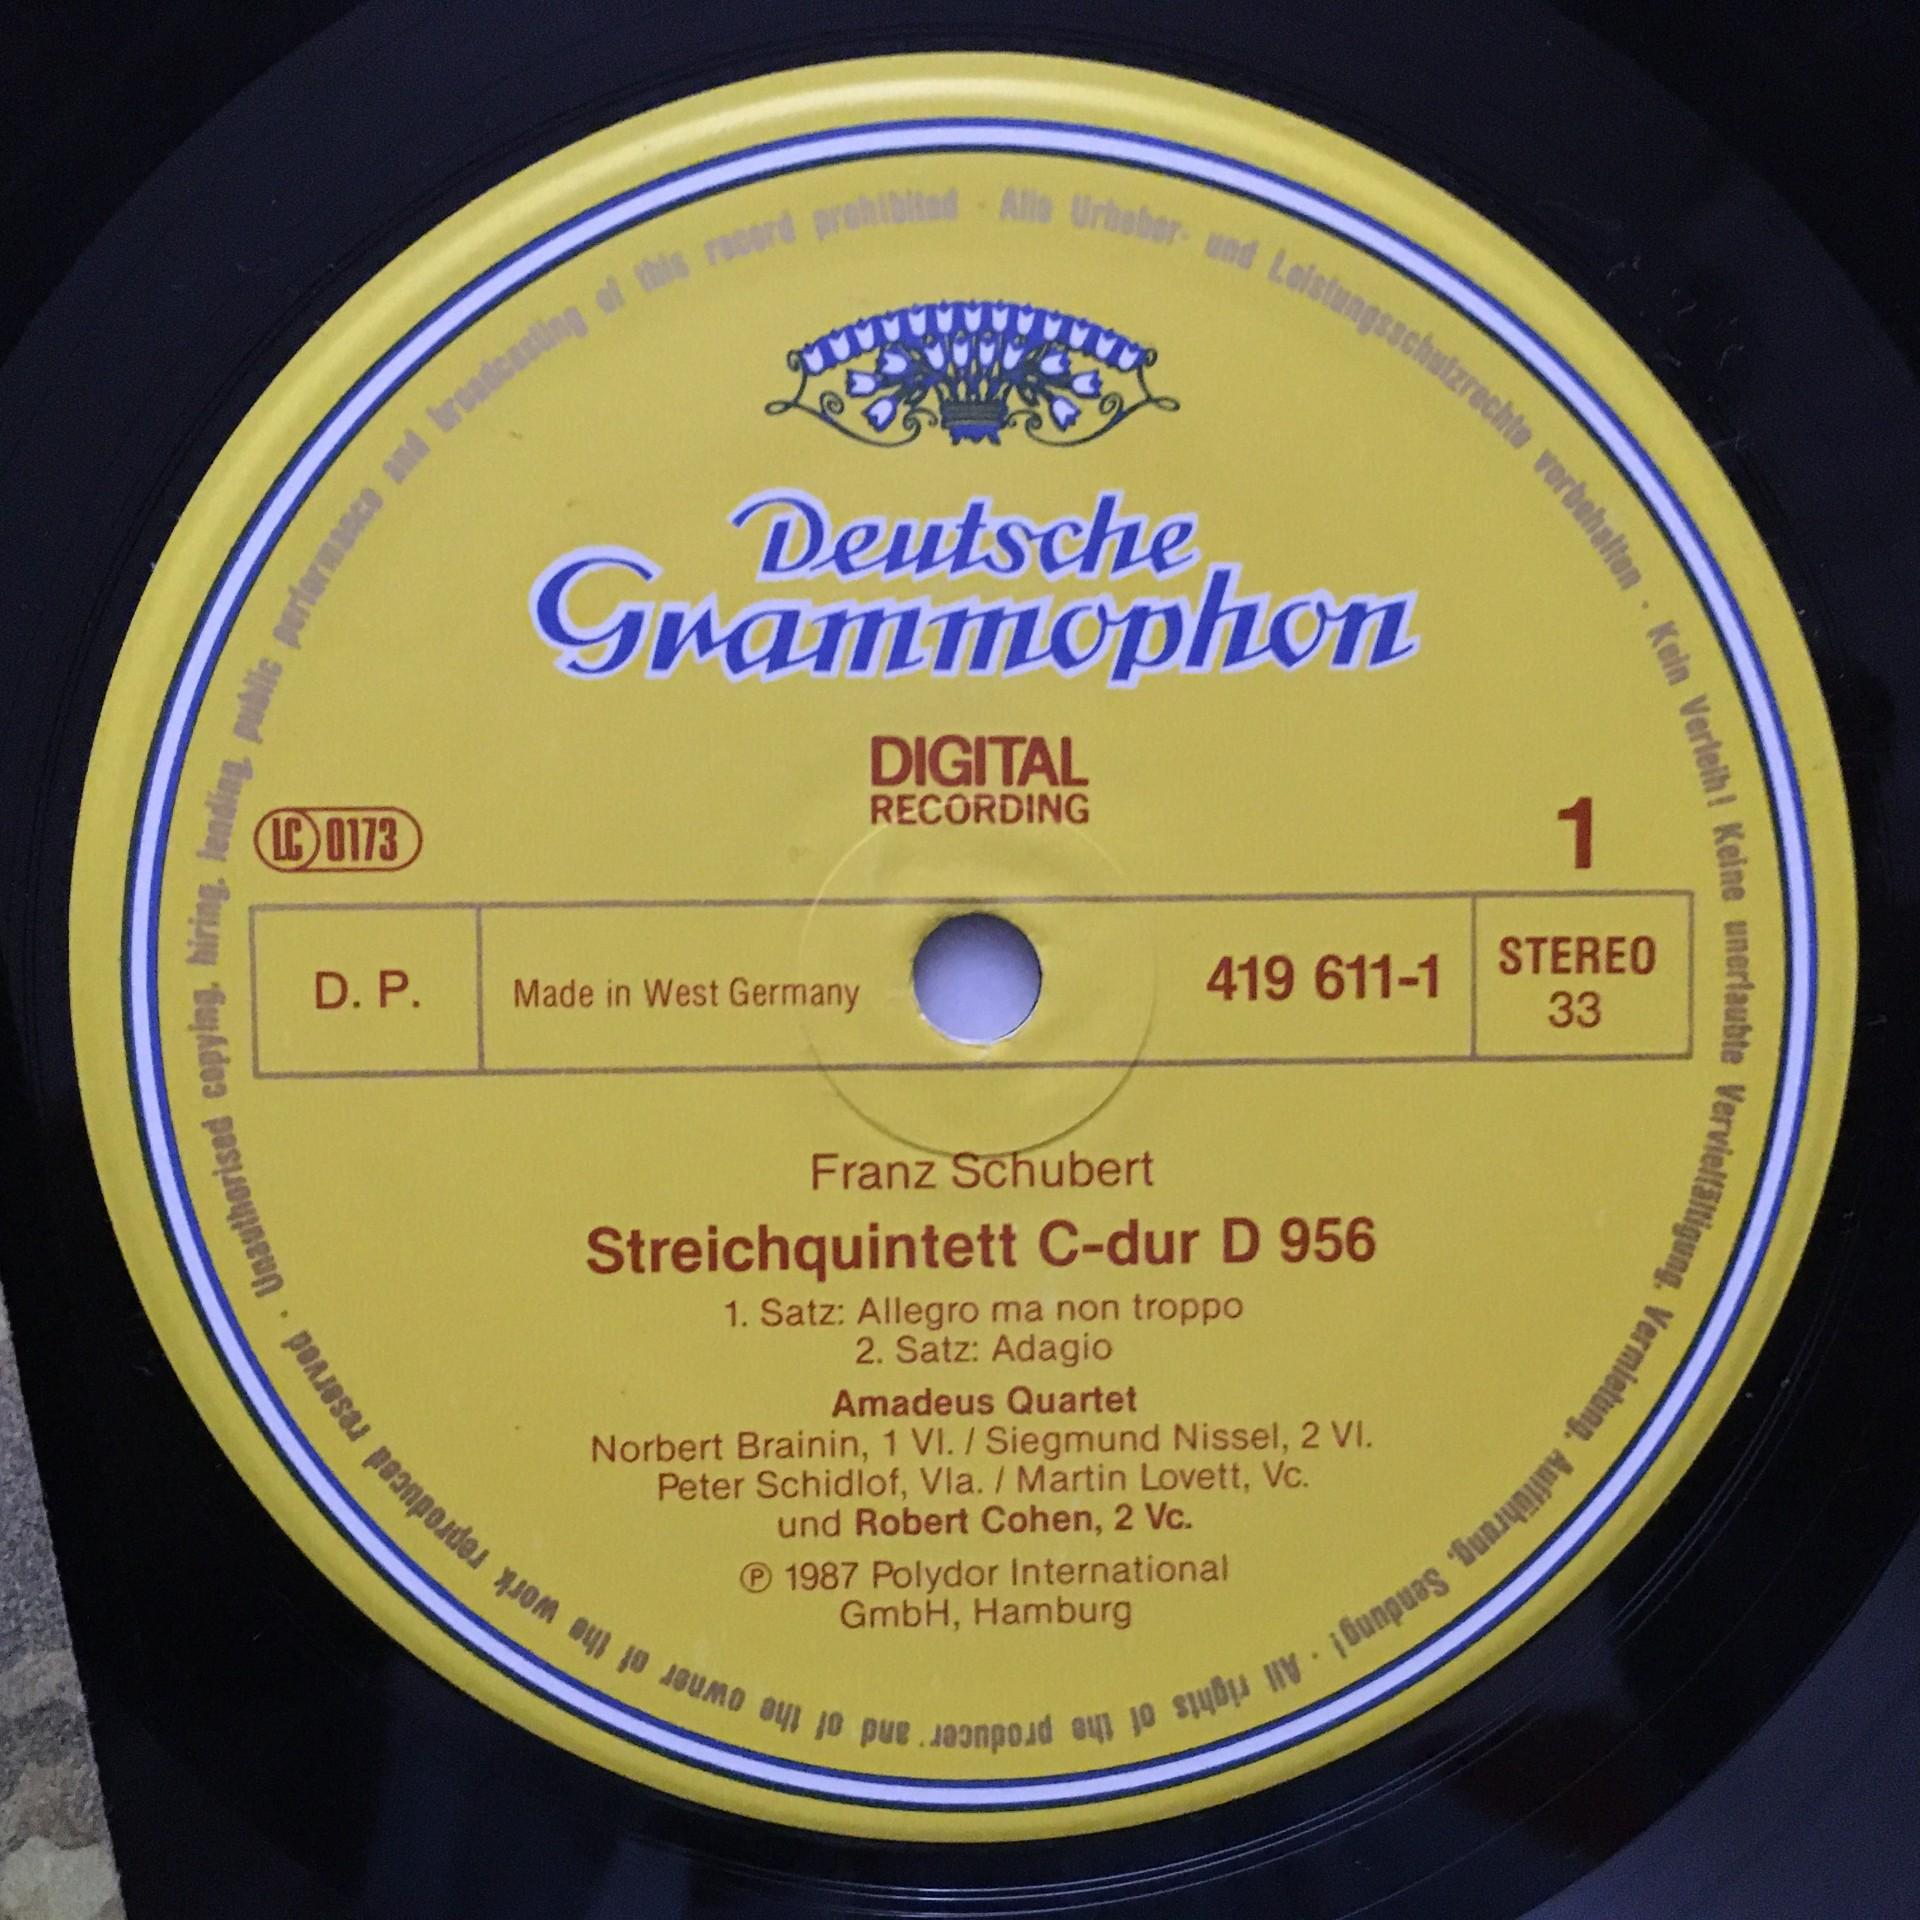 Deutsche
Grammophon
DIGITAL
RECORDING
LC 0173
1
D. P.
Made in West Germany
419 611-1
STEREO
33
Franz Schubert
Streichquintett C-dur D 956
1. Satz: Allegro ma non troppo
2. Satz: Adagio
Amadeus Quartet
Norbert Brainin, 1 Vl. / Siegmund Nissel, 2 Vl.
Peter Schidlof, Vla. / Martin Lovett, Vc.
und Robert Cohen, 2 Vc.
℗ 1987 Polydor International
GmbH, Hamburg
Alle Urheber- und Leistungsschutzrechte vorbehalten · Kein Verleih! Keine unerlaubte Vervielfältigung, Vermietung, Aufführung, Sendung! · All rights of the producer and of the owner of the work reproduced reserved · Unauthorised copying, hiring, lending, public performance and broadcasting of this record prohibited ·